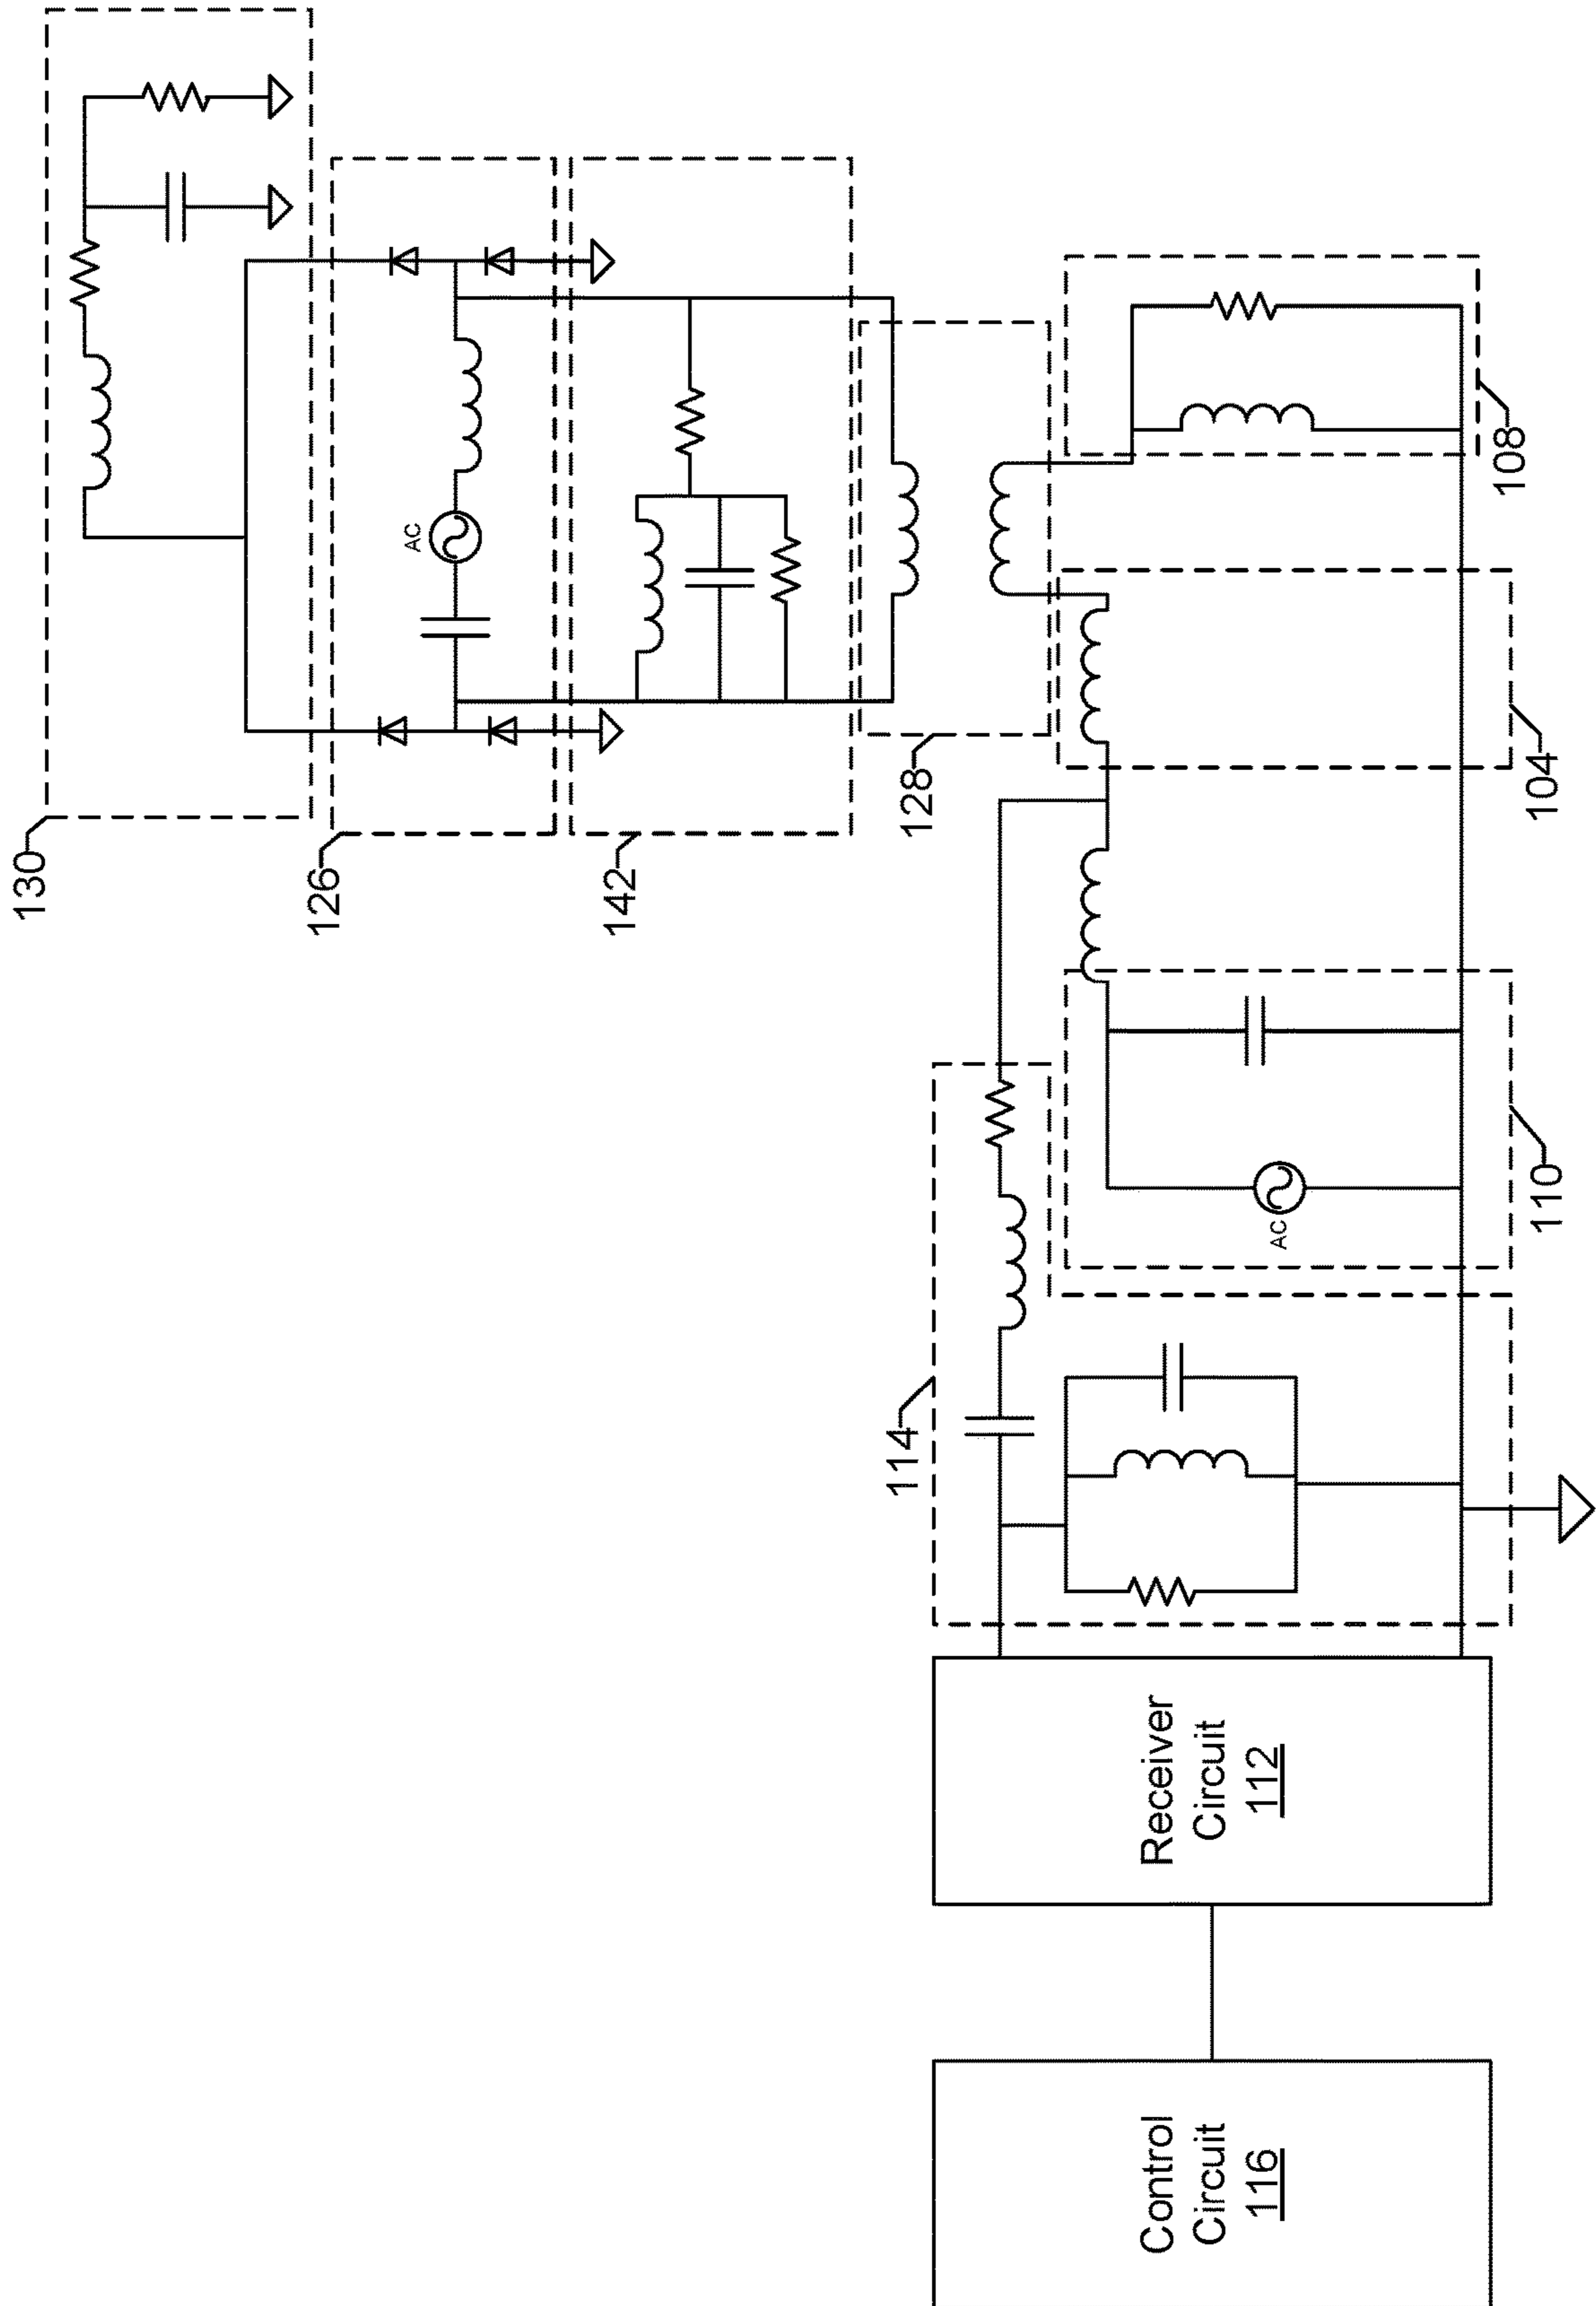 Control
Circuit
116
Receiver
Circuit
112
114
110
AC
104
108
128
142
126
130
AC